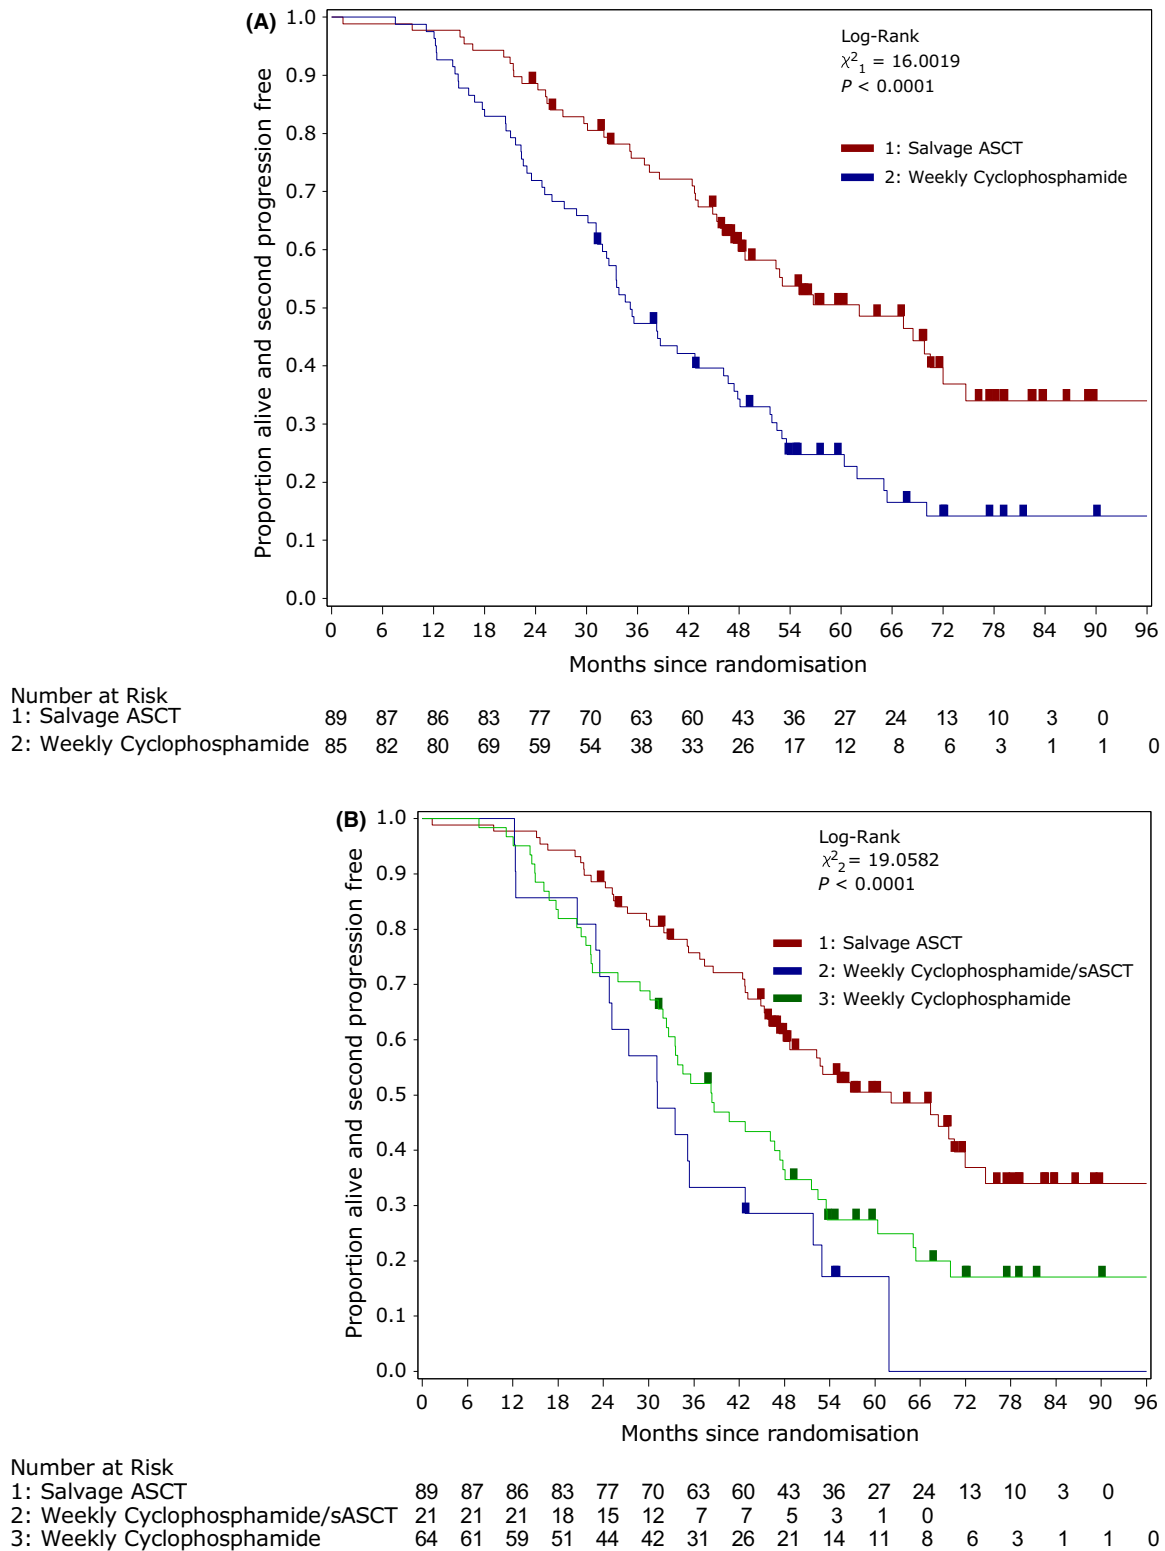 (A)
Proportion alive and second progression free
1.0
0.9
0.8
0.7
0.6
0.5
0.4
0.3
0.2
0.1
0.0
Log-Rank
χ²₁ = 16.0019
P < 0.0001
1: Salvage ASCT
2: Weekly Cyclophosphamide
0 6 12 18 24 30 36 42 48 54 60 66 72 78 84 90 96
Months since randomisation
Number at Risk
1: Salvage ASCT 89 87 86 83 77 70 63 60 43 36 27 24 13 10 3 0
2: Weekly Cyclophosphamide 85 82 80 69 59 54 38 33 26 17 12 8 6 3 1 1 0
(B)
Proportion alive and second progression free
1.0
0.9
0.8
0.7
0.6
0.5
0.4
0.3
0.2
0.1
0.0
Log-Rank
χ²₂ = 19.0582
P < 0.0001
1: Salvage ASCT
2: Weekly Cyclophosphamide/sASCT
3: Weekly Cyclophosphamide
0 6 12 18 24 30 36 42 48 54 60 66 72 78 84 90 96
Months since randomisation
Number at Risk
1: Salvage ASCT 89 87 86 83 77 70 63 60 43 36 27 24 13 10 3 0
2: Weekly Cyclophosphamide/sASCT 21 21 21 18 15 12 7 7 5 3 1 0
3: Weekly Cyclophosphamide 64 61 59 51 44 42 31 26 21 14 11 8 6 3 1 1 0